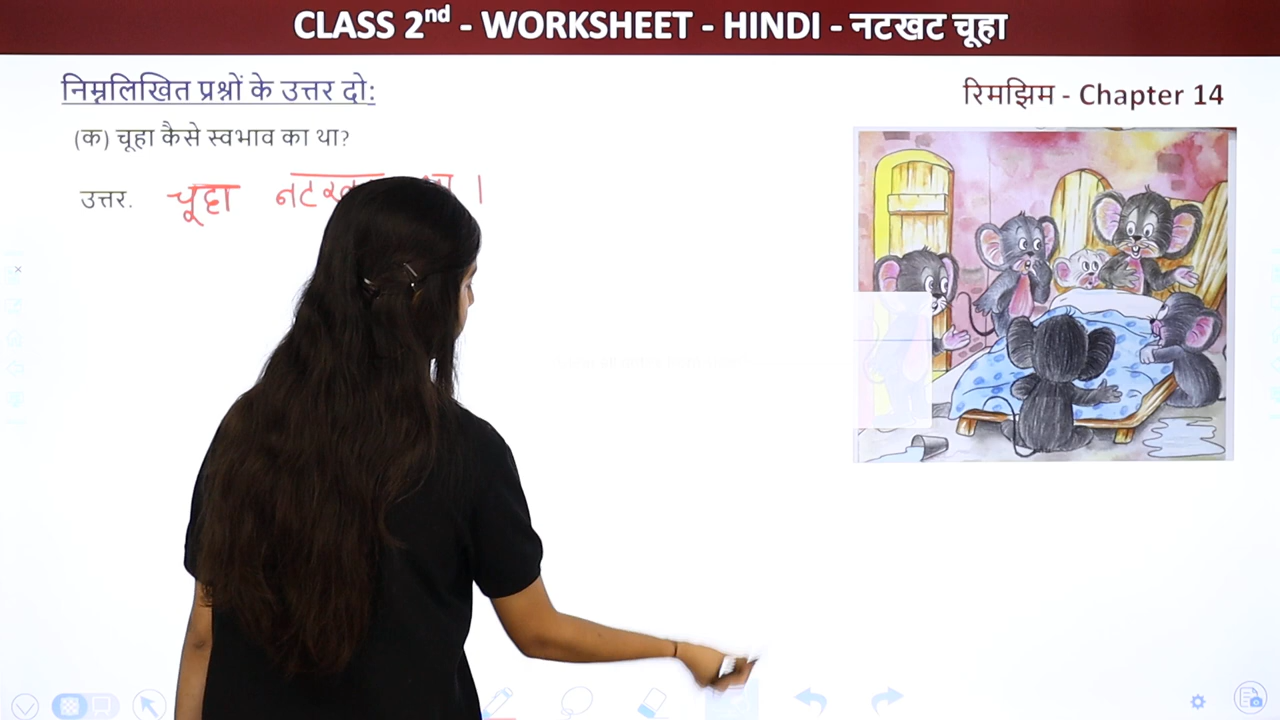 CLASS 2nd - WORKSHEET - HINDI - नटखट चूहा
निम्नलिखित प्रश्नों के उत्तर दो:
रिमझिम - Chapter 14
(क) चूहा कैसे स्वभाव का था?
उत्तर. चूहा